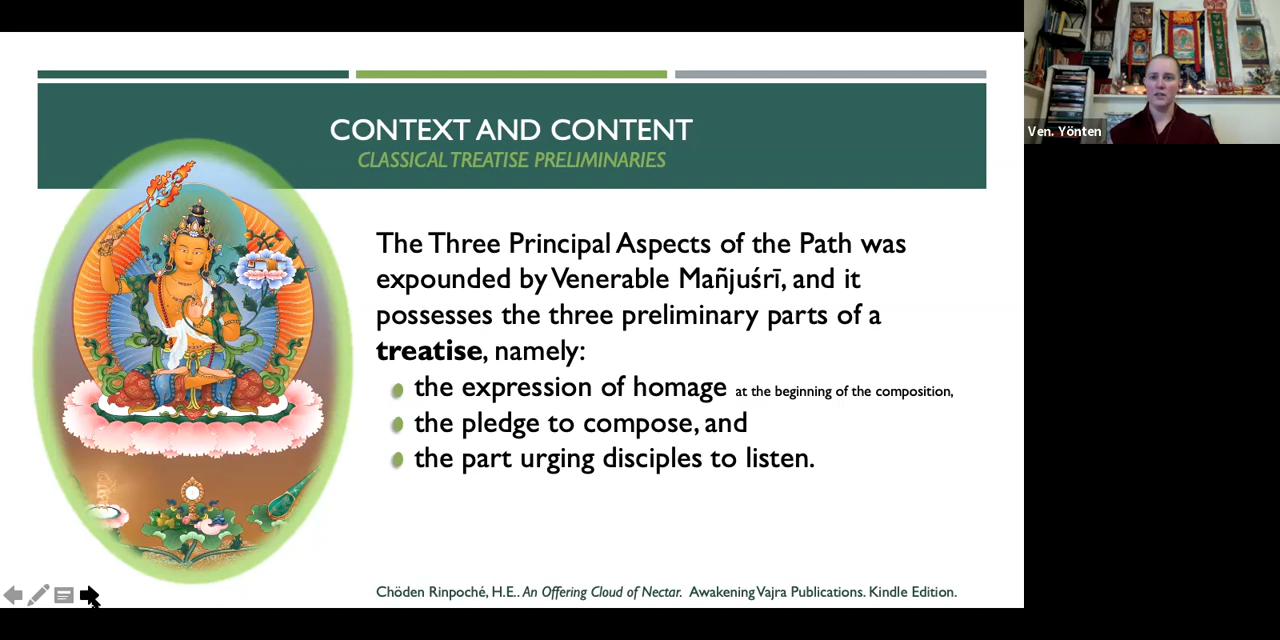 CONTEXT AND CONTENT
CLASSICAL TREATISE PRELIMINARIES
The Three Principal Aspects of the Path was
expounded by Venerable Mañjuśrī, and it
possesses the three preliminary parts of a
treatise, namely:
the expression of homage at the beginning of the composition,
the pledge to compose, and
the part urging disciples to listen.
Chöden Rinpoché, H.E.. An Offering Cloud of Nectar. Awakening Vajra Publications. Kindle Edition.
Ven. Yönten